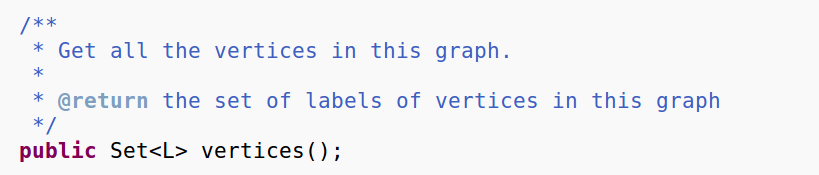 /**
 * Get all the vertices in this graph.
 *
 * @return the set of labels of vertices in this graph
 */
public Set<L> vertices();